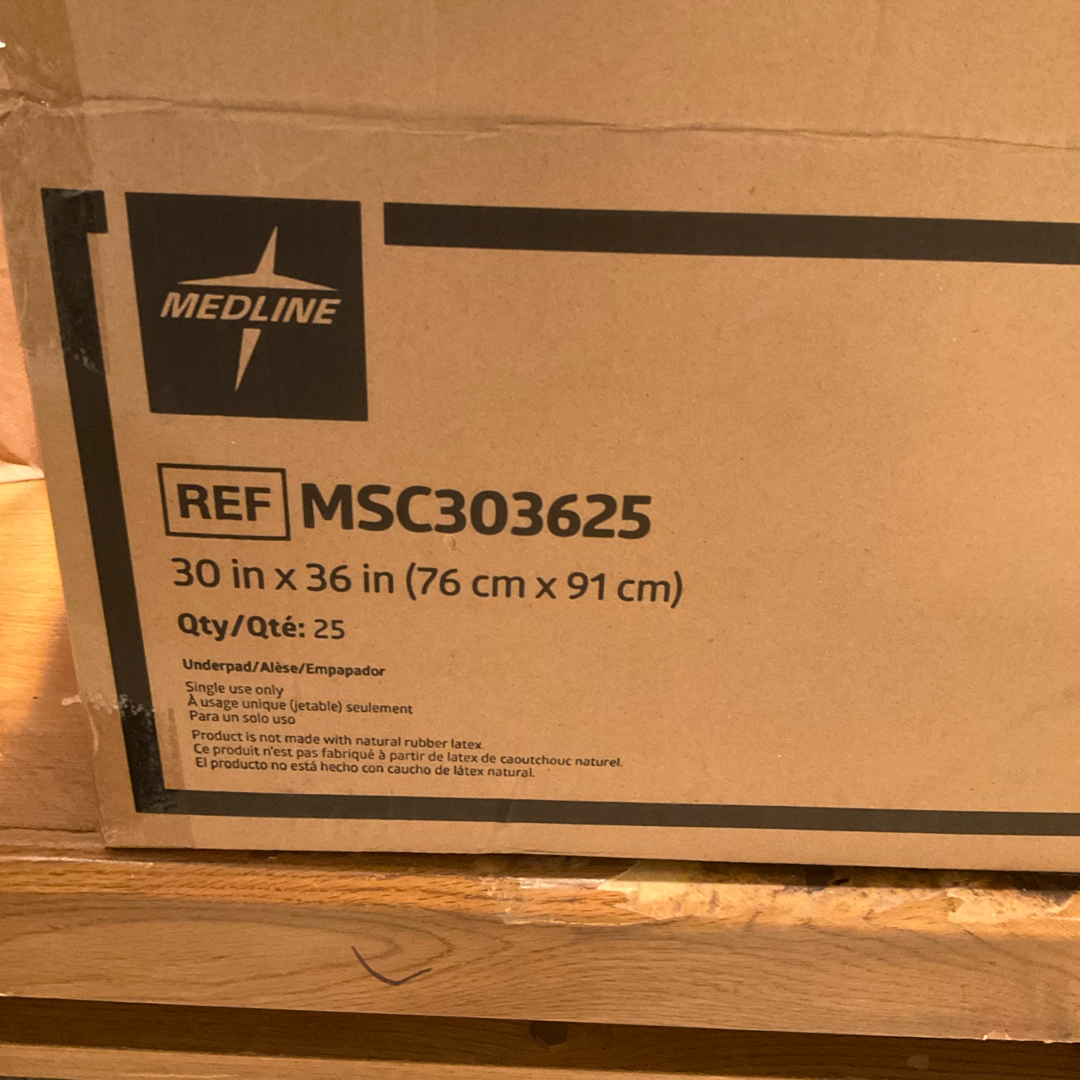 MEDLINE
REF MSC303625
30 in x 36 in (76 cm x 91 cm)
Qty/Qté: 25
Underpad/Alèse/Empapador
Single use only
À usage unique (jetable) seulement
Para un solo uso
Product is not made with natural rubber latex.
Ce produit n'est pas fabriqué à partir de latex de caoutchouc naturel.
El producto no está hecho con caucho de látex natural.